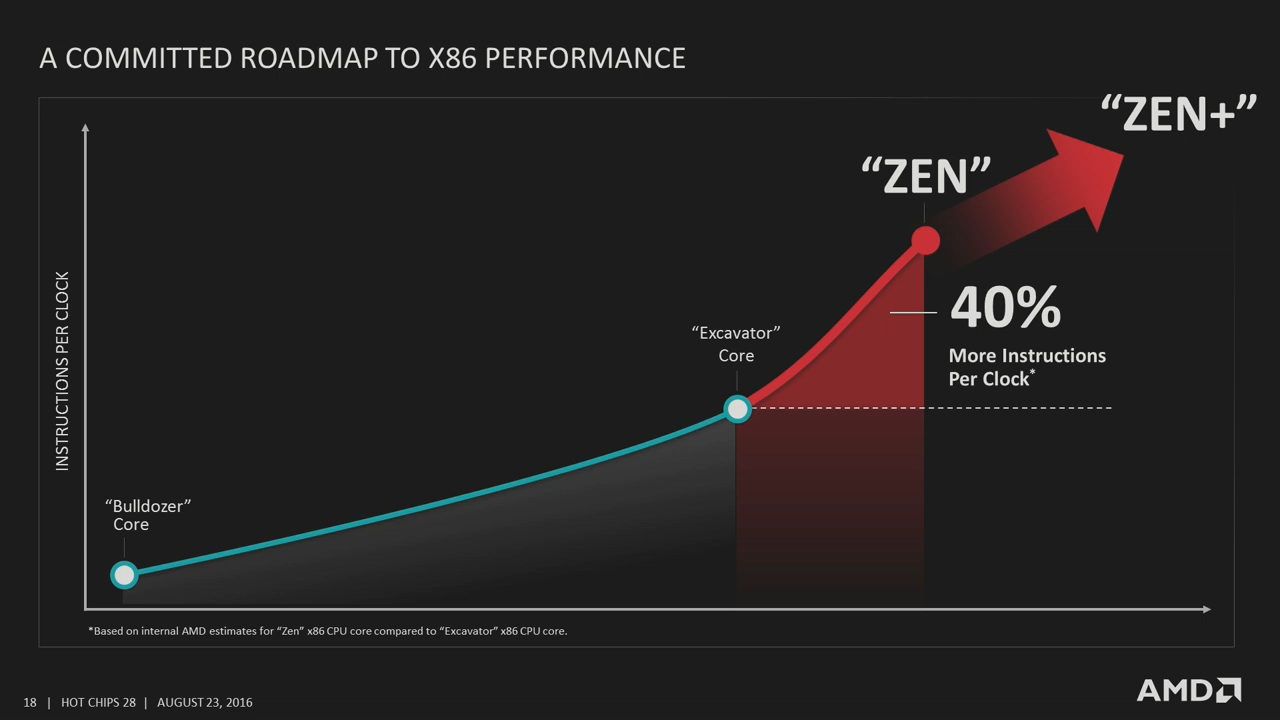 A COMMITTED ROADMAP TO X86 PERFORMANCE
“ZEN+”
“ZEN”
40%
More Instructions
Per Clock*
“Excavator”
Core
“Bulldozer”
Core
INSTRUCTIONS PER CLOCK
*Based on internal AMD estimates for “Zen” x86 CPU core compared to “Excavator” x86 CPU core.
18 | HOT CHIPS 28 | AUGUST 23, 2016
AMD